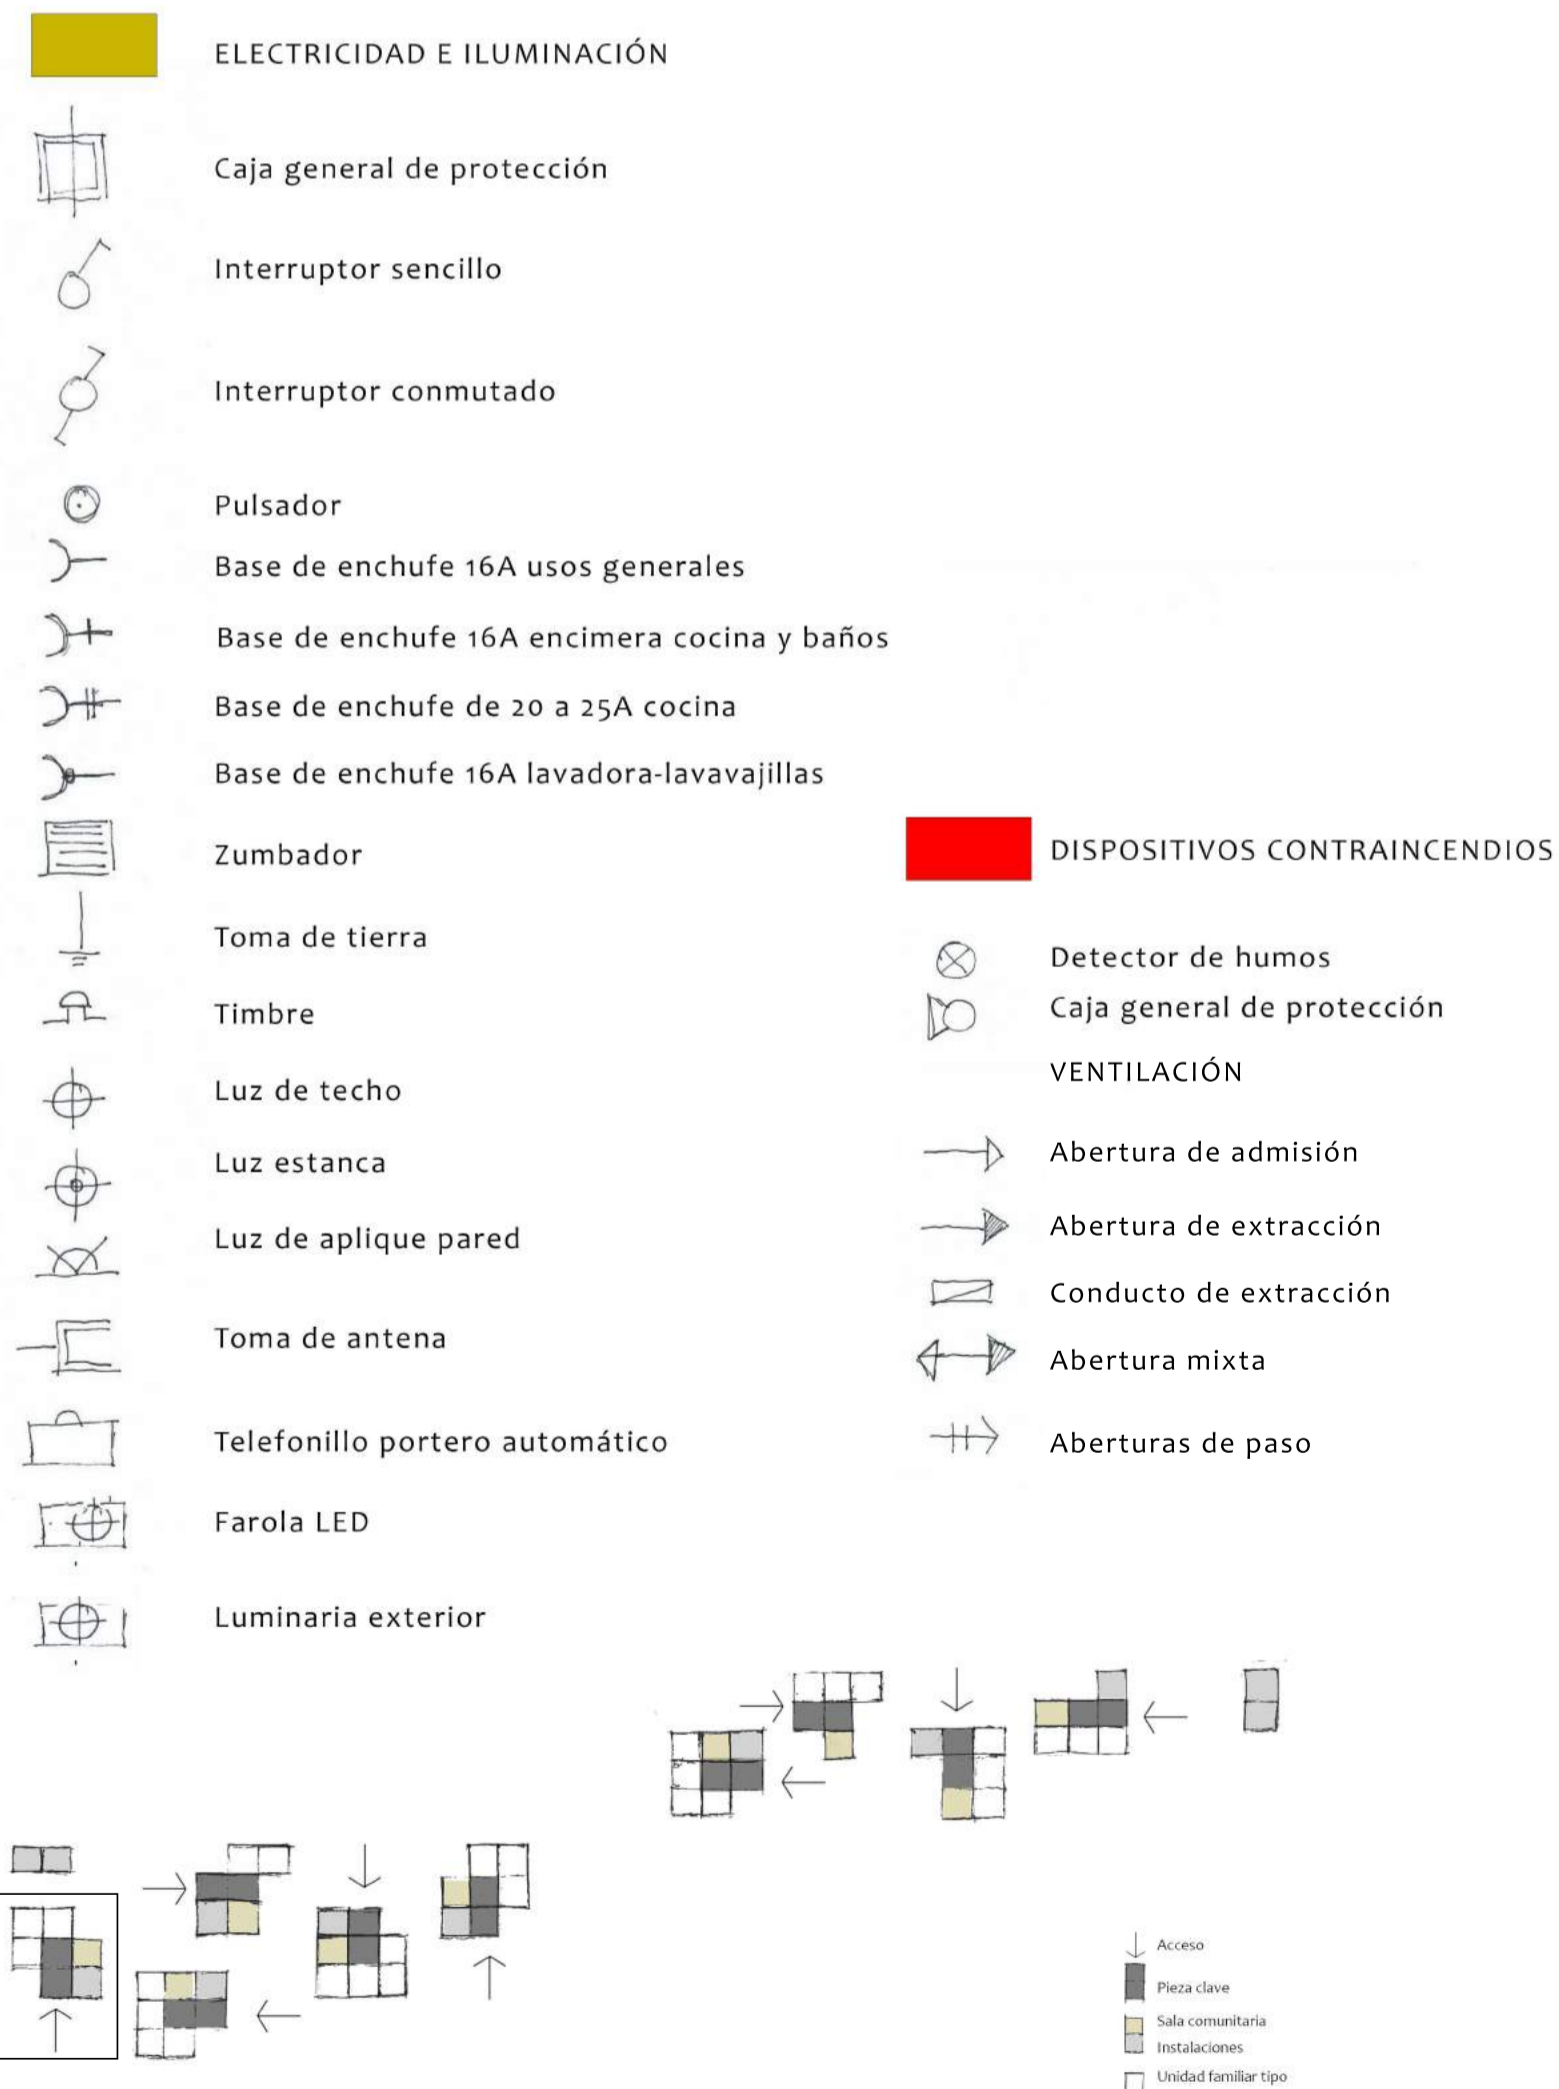 ELECTRICIDAD E ILUMINACIÓN
Caja general de protección
Interruptor sencillo
Interruptor conmutado
Pulsador
Base de enchufe 16A usos generales
Base de enchufe 16A encimera cocina y baños
Base de enchufe de 20 a 25A cocina
Base de enchufe 16A lavadora-lavavajillas
Zumbador
Toma de tierra
Timbre
Luz de techo
Luz estanca
Luz de aplique pared
Toma de antena
Telefonillo portero automático
Farola LED
Luminaria exterior
DISPOSITIVOS CONTRAINCENDIOS
Detector de humos
Caja general de protección
VENTILACIÓN
Abertura de admisión
Abertura de extracción
Conducto de extracción
Abertura mixta
Aberturas de paso
Acceso
Pieza clave
Sala comunitaria
Instalaciones
Unidad familiar tipo